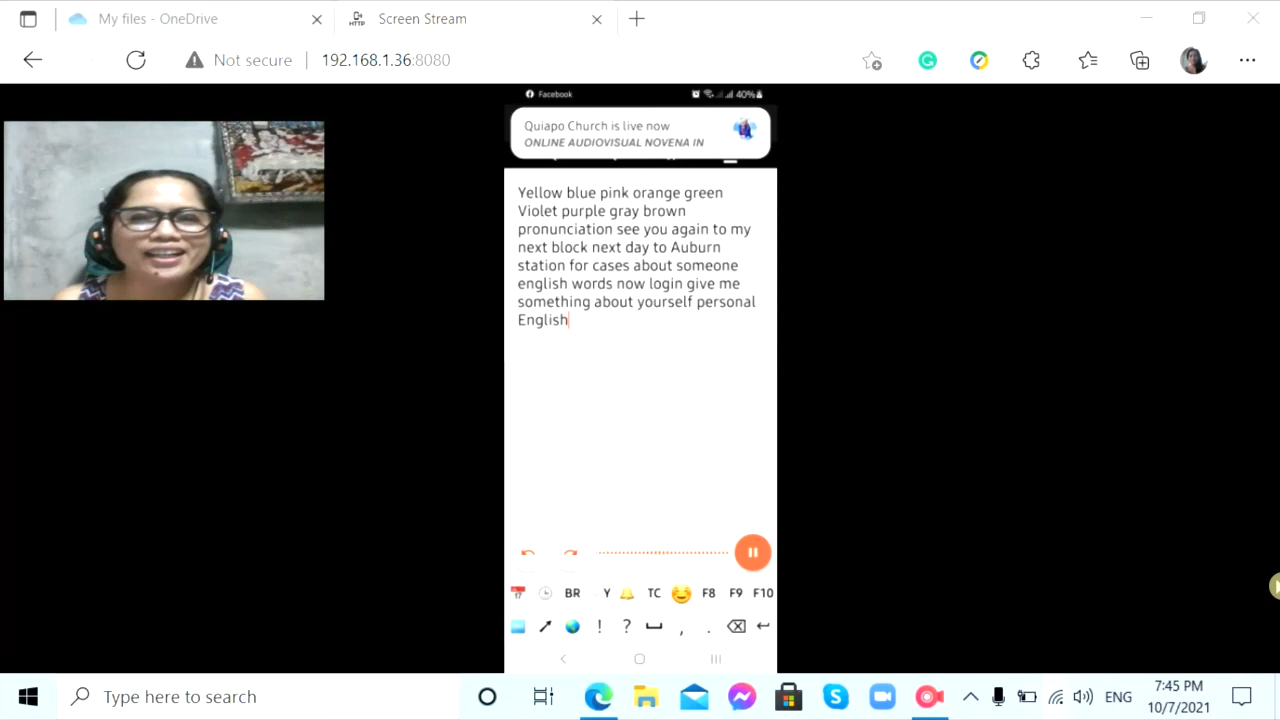 My files - OneDrive
HTTP
Screen Stream
Not secure
192.168.1.36:8080
Facebook
40%
Quiapo Church is live now
ONLINE AUDIOVISUAL NOVENA IN
Yellow blue pink orange green
Violet purple gray brown
pronunciation see you again to my
next block next day to Auburn
station for cases about someone
english words now login give me
something about yourself personal
English
17 BR Y TC F8 F9 F10
! ? , .
Type here to search
ENG
7:45 PM
10/7/2021